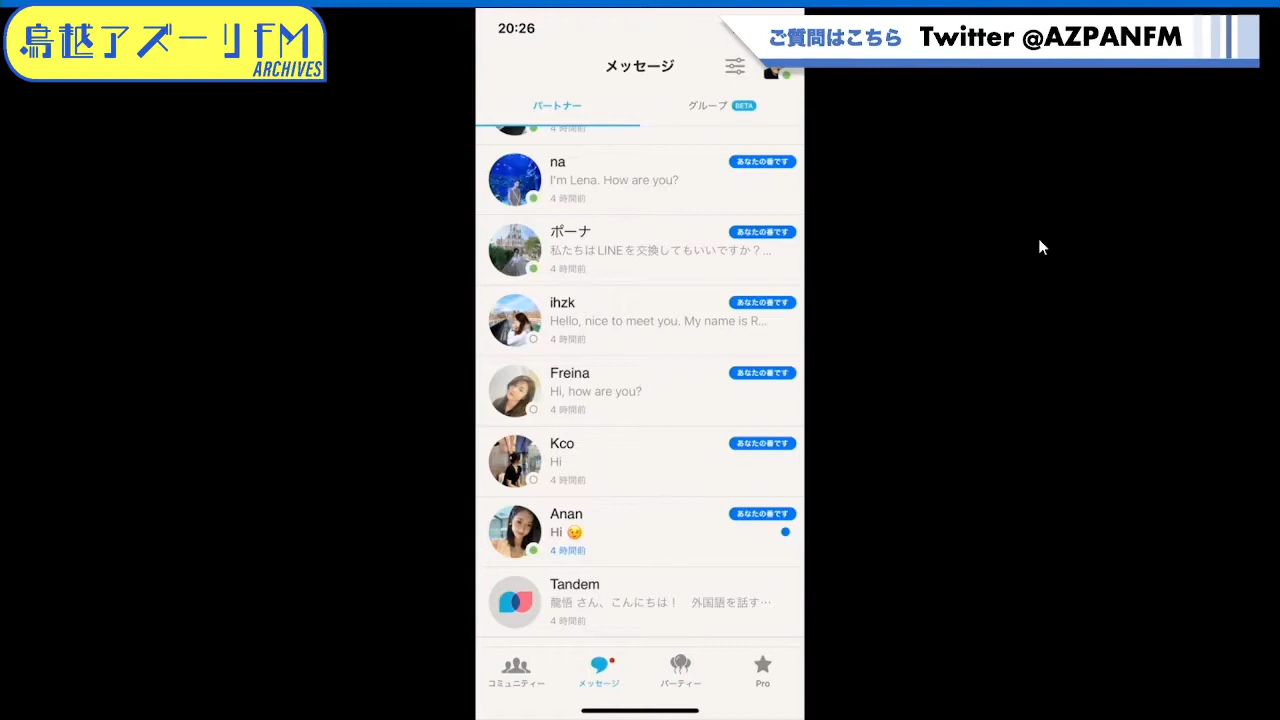 鳥越アズーリFM
ARCHIVES
ご質問はこちら Twitter @AZPANFM
20:26
メッセージ
パートナー
グループ BETA
4 時間前
na
あなたの番です
I'm Lena. How are you?
4 時間前
ポーナ
あなたの番です
私たちはLINEを交換してもいいですか？...
4 時間前
ihzk
あなたの番です
Hello, nice to meet you. My name is R...
4 時間前
Freina
あなたの番です
Hi, how are you?
4 時間前
Kco
あなたの番です
Hi
4 時間前
Anan
あなたの番です
Hi 😉
4 時間前
Tandem
龍悟 さん、こんにちは！ 外国語を話す…
4 時間前
コミュニティー
メッセージ
パーティー
Pro